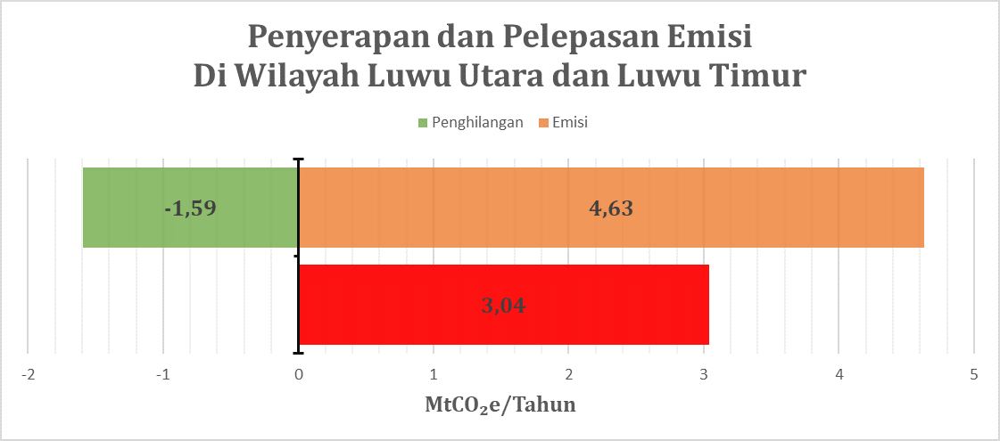 Penyerapan dan Pelepasan Emisi
Di Wilayah Luwu Utara dan Luwu Timur
Penghilangan Emisi
-1,59 4,63
3,04
-2 -1 0 1 2 3 4 5
MtCO₂e/Tahun